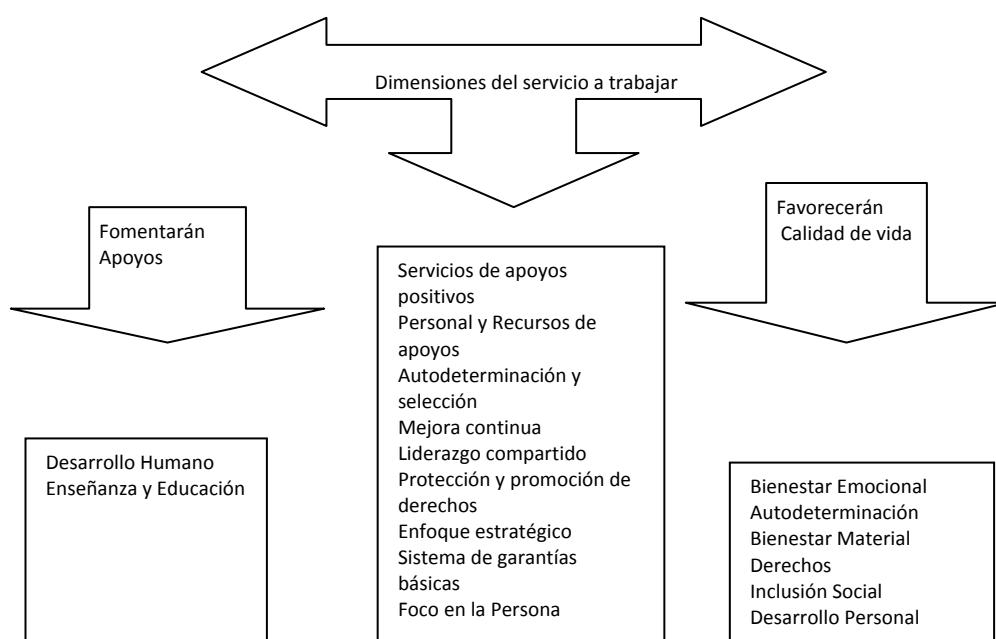 Dimensiones del servicio a trabajar
Fomentarán
Apoyos
Favorecerán
Calidad de vida
Servicios de apoyos
positivos
Personal y Recursos de
apoyos
Autodeterminación y
selección
Mejora continua
Liderazgo compartido
Protección y promoción de
derechos
Enfoque estratégico
Sistema de garantías
básicas
Foco en la Persona
Desarrollo Humano
Enseñanza y Educación
Bienestar Emocional
Autodeterminación
Bienestar Material
Derechos
Inclusión Social
Desarrollo Personal